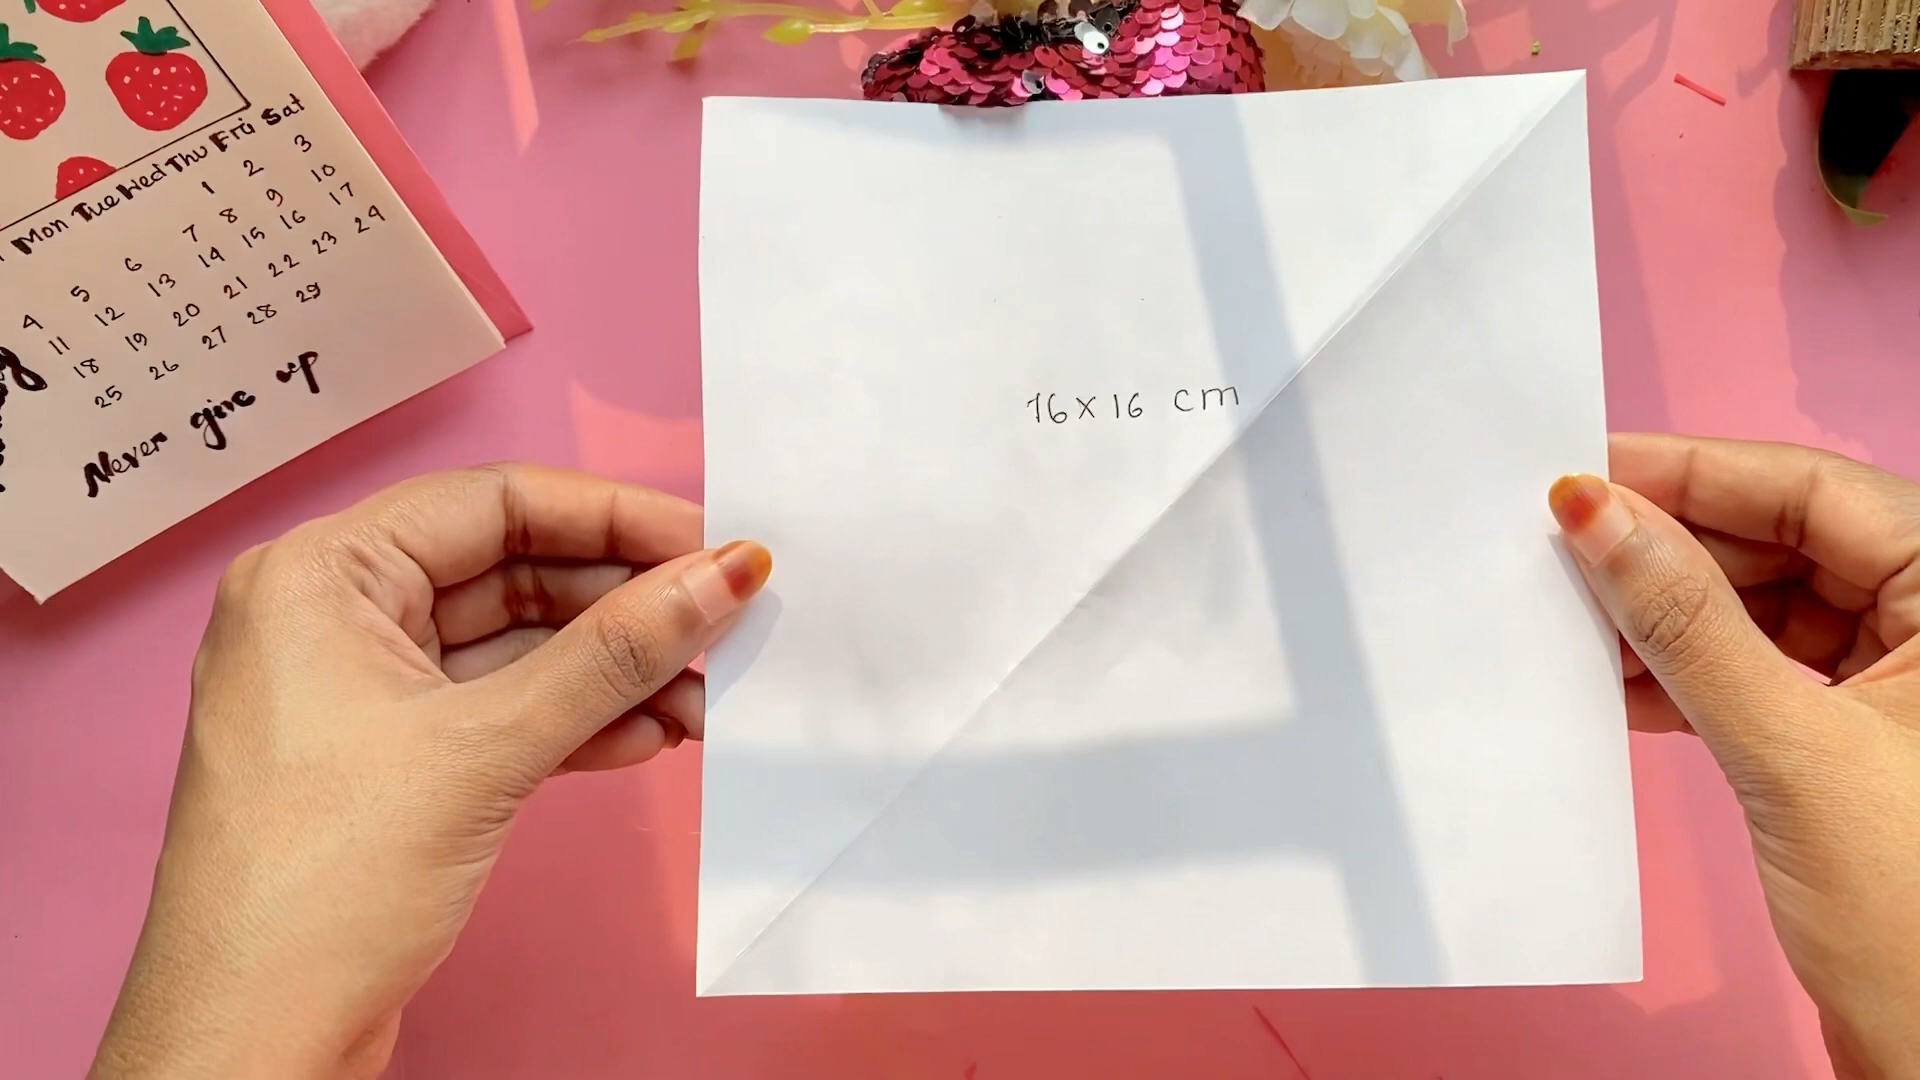 Mon Tue Wed Thu Fri Sat
1 2 3
4 5 6 7 8 9 10
11 12 13 14 15 16 17
18 19 20 21 22 23 24
25 26 27 28 29
Never give up
16x16 cm